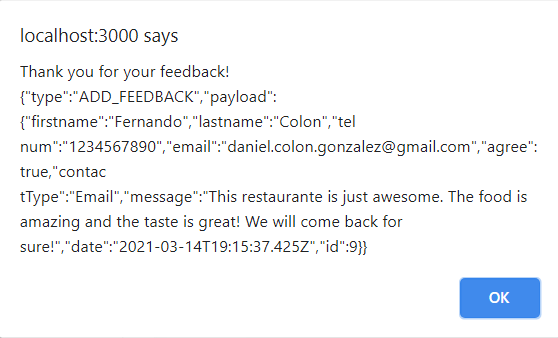 localhost:3000 says
Thank you for your feedback!
{"type":"ADD_FEEDBACK","payload":
{"firstname":"Fernando","lastname":"Colon","tel
num":"1234567890","email":"daniel.colon.gonzalez@gmail.com","agree":
true,"contac
tType":"Email","message":"This restaurante is just awesome. The food is
amazing and the taste is great! We will come back for
sure!","date":"2021-03-14T19:15:37.425Z","id":9}}
OK